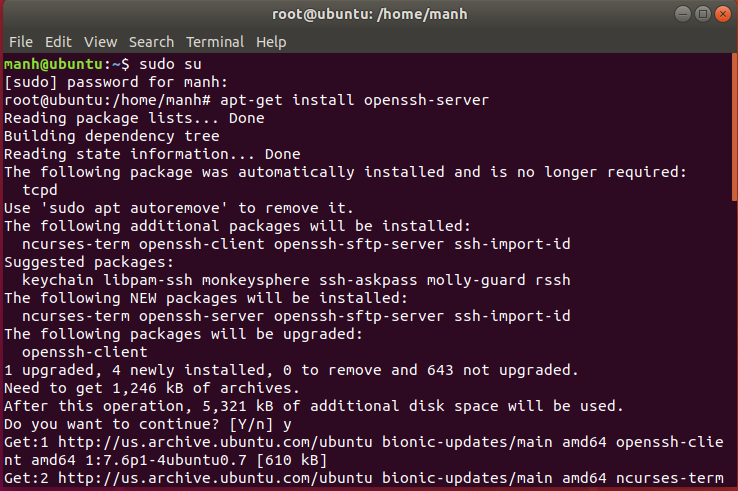 root@ubuntu: /home/manh
File Edit View Search Terminal Help
manh@ubuntu:~$ sudo su
[sudo] password for manh:
root@ubuntu:/home/manh# apt-get install openssh-server
Reading package lists... Done
Building dependency tree
Reading state information... Done
The following package was automatically installed and is no longer required:
  tcpd
Use 'sudo apt autoremove' to remove it.
The following additional packages will be installed:
  ncurses-term openssh-client openssh-sftp-server ssh-import-id
Suggested packages:
  keychain libpam-ssh monkeysphere ssh-askpass molly-guard rssh
The following NEW packages will be installed:
  ncurses-term openssh-server openssh-sftp-server ssh-import-id
The following packages will be upgraded:
  openssh-client
1 upgraded, 4 newly installed, 0 to remove and 643 not upgraded.
Need to get 1,246 kB of archives.
After this operation, 5,321 kB of additional disk space will be used.
Do you want to continue? [Y/n] y
Get:1 http://us.archive.ubuntu.com/ubuntu bionic-updates/main amd64 openssh-clie
nt amd64 1:7.6p1-4ubuntu0.7 [610 kB]
Get:2 http://us.archive.ubuntu.com/ubuntu bionic-updates/main amd64 ncurses-term